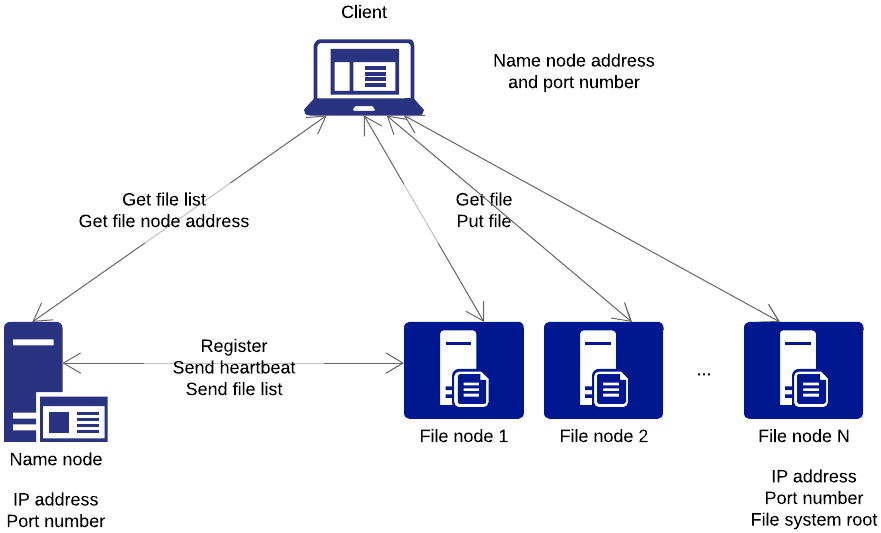 Client
Name node address
and port number
Get file list
Get file node address
Get file
Put file
Register
Send heartbeat
Send file list
...
File node 1
File node 2
File node N
Name node
IP address
Port number
IP address
Port number
File system root